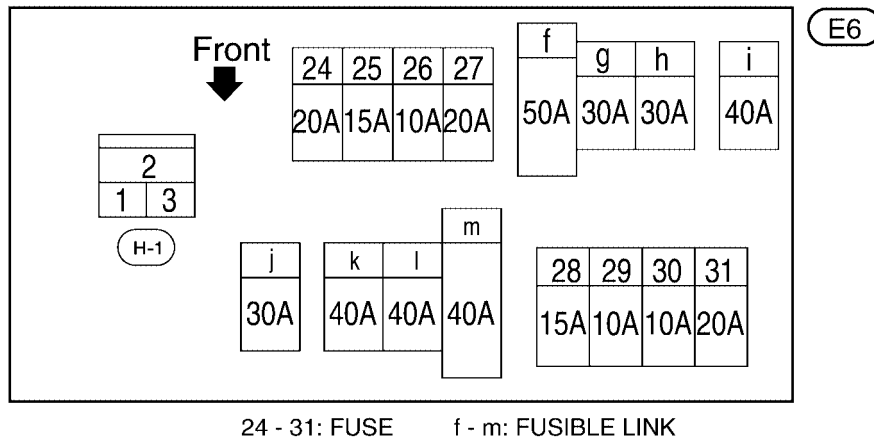 E6
Front
24 25 26 27
20A 15A 10A 20A
f
50A
g h
30A 30A
i
40A
2
1 3
H-1
j
30A
k l
40A 40A
m
40A
28 29 30 31
15A 10A 10A 20A
24 - 31: FUSE f - m: FUSIBLE LINK